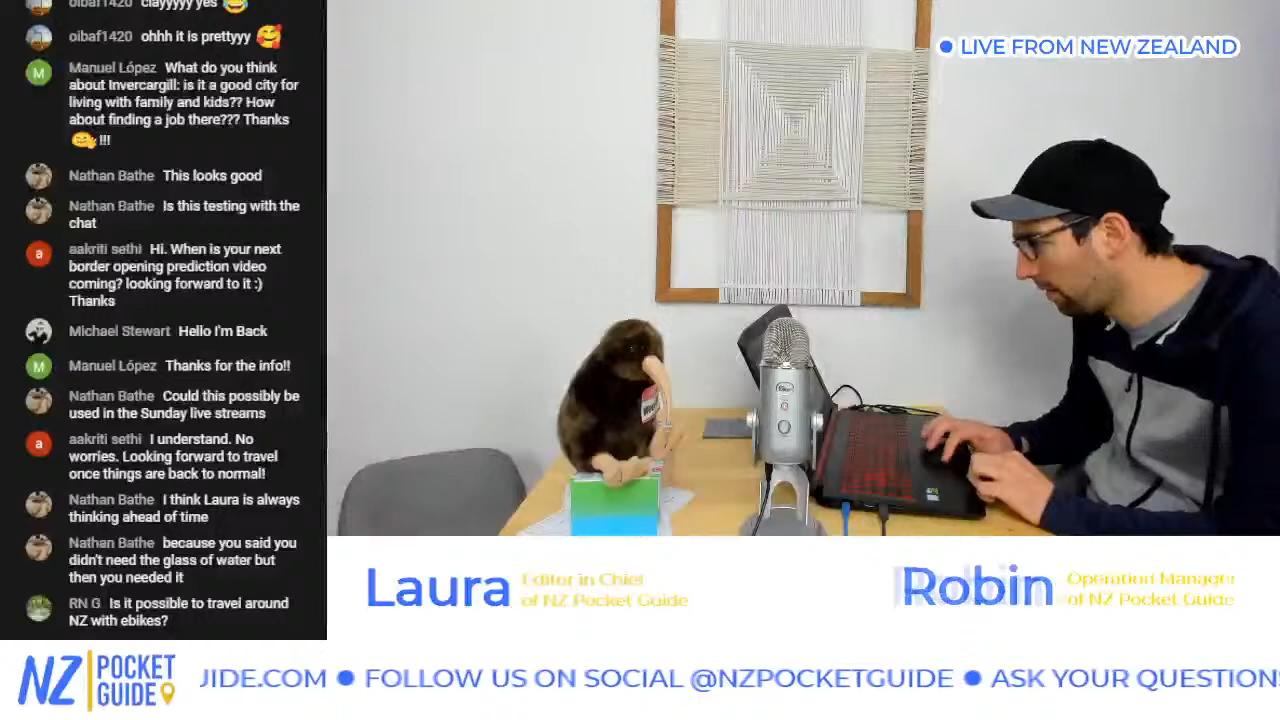 oibaf1420 clayyyyy yes 😂
oibaf1420 ohhh it is prettyyy 🥰
M
Manuel López What do you think
about Invercargill: is it a good city for
living with family and kids?? How
about finding a job there??? Thanks
🤗 !!!
Nathan Bathe This looks good
Nathan Bathe Is this testing with the
chat
a
aakriti sethi Hi. When is your next
border opening prediction video
coming? looking forward to it :)
Thanks
Michael Stewart Hello I'm Back
M
Manuel López Thanks for the info!!
Nathan Bathe Could this possibly be
used in the Sunday live streams
a
aakriti sethi I understand. No
worries. Looking forward to travel
once things are back to normal!
Nathan Bathe I think Laura is always
thinking ahead of time
Nathan Bathe because you said you
didn't need the glass of water but
then you needed it
RN G Is it possible to travel around
NZ with ebikes?
LIVE FROM NEW ZEALAND
Laura
Editor in Chief
of NZ Pocket Guide
Robin
Operation Manager
of NZ Pocket Guide
NZ POCKET
GUIDE
UIDE.COM ● FOLLOW US ON SOCIAL @NZPOCKETGUIDE ● ASK YOUR QUESTION